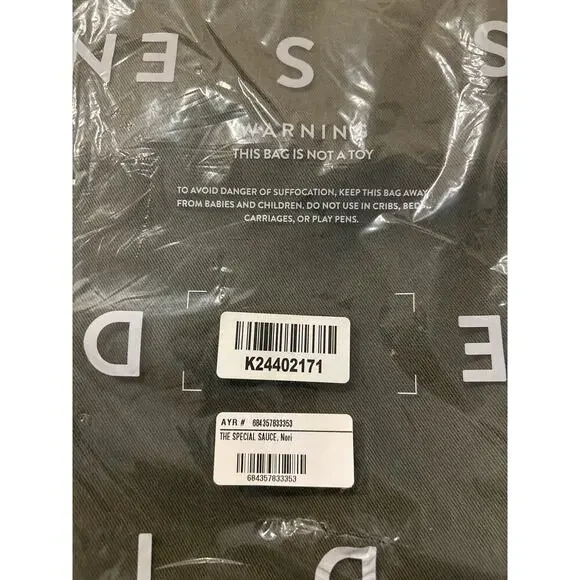 E N S
WARNING
THIS BAG IS NOT A TOY
TO AVOID DANGER OF SUFFOCATION, KEEP THIS BAG AWAY
FROM BABIES AND CHILDREN. DO NOT USE IN CRIBS, BEDS,
CARRIAGES, OR PLAY PENS.
D E
K24402171
AYR # 684357833353
THE SPECIAL SAUCE, Nori
684357833353
I D